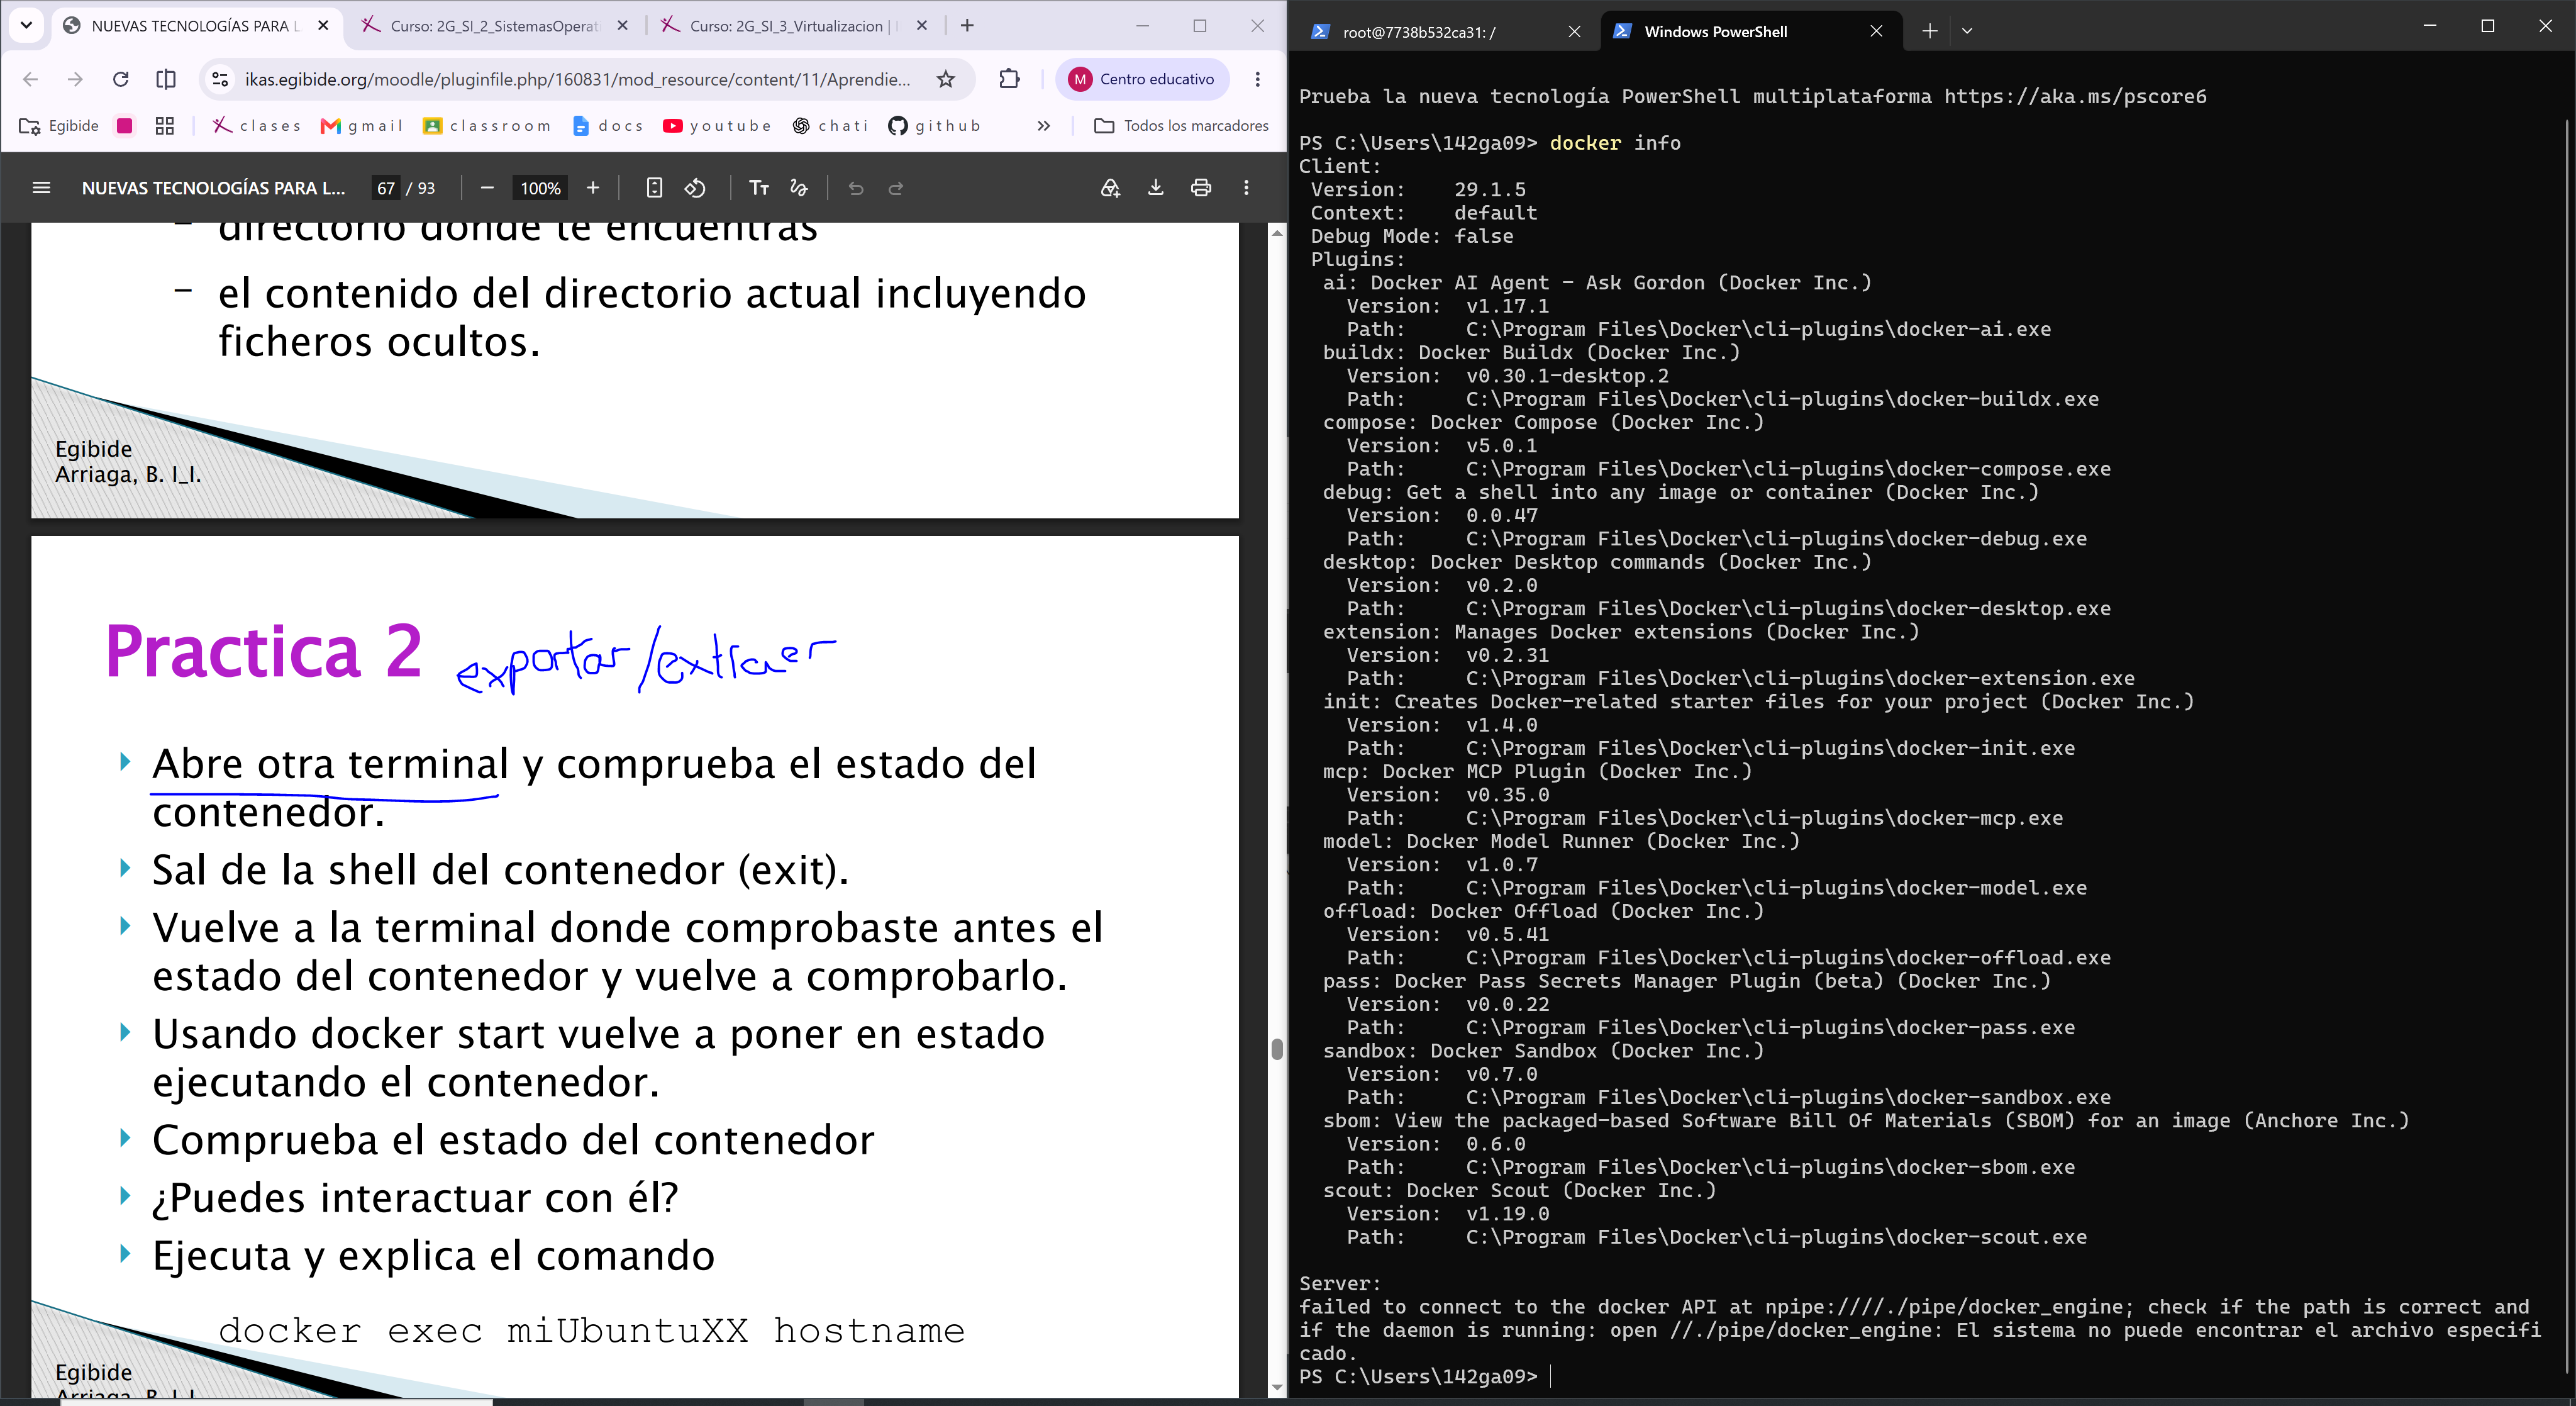 NUEVAS TECNOLOGÍAS PARA L
Curso: 2G_SI_2_SistemasOperati
Curso: 2G_SI_3_Virtualizacion |
ikas.egibide.org/moodle/pluginfile.php/160831/mod_resource/content/11/Aprendie...
M Centro educativo
Egibide
clases
gmail
classroom
docs
youtube
chati
github
Todos los marcadores
NUEVAS TECNOLOGÍAS PARA L...
67 / 93
100%
– directorio donde te encuentras
– el contenido del directorio actual incluyendo
ficheros ocultos.
Egibide
Arriaga, B. I_I.
Practica 2 exportar/extraer
Abre otra terminal y comprueba el estado del
contenedor.
Sal de la shell del contenedor (exit).
Vuelve a la terminal donde comprobaste antes el
estado del contenedor y vuelve a comprobarlo.
Usando docker start vuelve a poner en estado
ejecutando el contenedor.
Comprueba el estado del contenedor
¿Puedes interactuar con él?
Ejecuta y explica el comando
docker exec miUbuntuXX hostname
Egibide
Arriaga, B. I_I.
root@7738b532ca31: /
Windows PowerShell
Prueba la nueva tecnología PowerShell multiplataforma https://aka.ms/pscore6
PS C:\Users\142ga09> docker info
Client:
Version: 29.1.5
Context: default
Debug Mode: false
Plugins:
ai: Docker AI Agent - Ask Gordon (Docker Inc.)
Version: v1.17.1
Path: C:\Program Files\Docker\cli-plugins\docker-ai.exe
buildx: Docker Buildx (Docker Inc.)
Version: v0.30.1-desktop.2
Path: C:\Program Files\Docker\cli-plugins\docker-buildx.exe
compose: Docker Compose (Docker Inc.)
Version: v5.0.1
Path: C:\Program Files\Docker\cli-plugins\docker-compose.exe
debug: Get a shell into any image or container (Docker Inc.)
Version: 0.0.47
Path: C:\Program Files\Docker\cli-plugins\docker-debug.exe
desktop: Docker Desktop commands (Docker Inc.)
Version: v0.2.0
Path: C:\Program Files\Docker\cli-plugins\docker-desktop.exe
extension: Manages Docker extensions (Docker Inc.)
Version: v0.2.31
Path: C:\Program Files\Docker\cli-plugins\docker-extension.exe
init: Creates Docker-related starter files for your project (Docker Inc.)
Version: v1.4.0
Path: C:\Program Files\Docker\cli-plugins\docker-init.exe
mcp: Docker MCP Plugin (Docker Inc.)
Version: v0.35.0
Path: C:\Program Files\Docker\cli-plugins\docker-mcp.exe
model: Docker Model Runner (Docker Inc.)
Version: v1.0.7
Path: C:\Program Files\Docker\cli-plugins\docker-model.exe
offload: Docker Offload (Docker Inc.)
Version: v0.5.41
Path: C:\Program Files\Docker\cli-plugins\docker-offload.exe
pass: Docker Pass Secrets Manager Plugin (beta) (Docker Inc.)
Version: v0.0.22
Path: C:\Program Files\Docker\cli-plugins\docker-pass.exe
sandbox: Docker Sandbox (Docker Inc.)
Version: v0.7.0
Path: C:\Program Files\Docker\cli-plugins\docker-sandbox.exe
sbom: View the packaged-based Software Bill Of Materials (SBOM) for an image (Anchore Inc.)
Version: 0.6.0
Path: C:\Program Files\Docker\cli-plugins\docker-sbom.exe
scout: Docker Scout (Docker Inc.)
Version: v1.19.0
Path: C:\Program Files\Docker\cli-plugins\docker-scout.exe
Server:
failed to connect to the docker API at npipe:////./pipe/docker_engine; check if the path is correct and
if the daemon is running: open //./pipe/docker_engine: El sistema no puede encontrar el archivo especifi
cado.
PS C:\Users\142ga09>